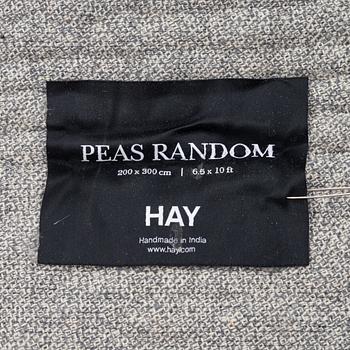 PEAS RANDOM
200 x 300 cm | 6.5 x 10 ft
HAY
Handmade in India
www.hay.com